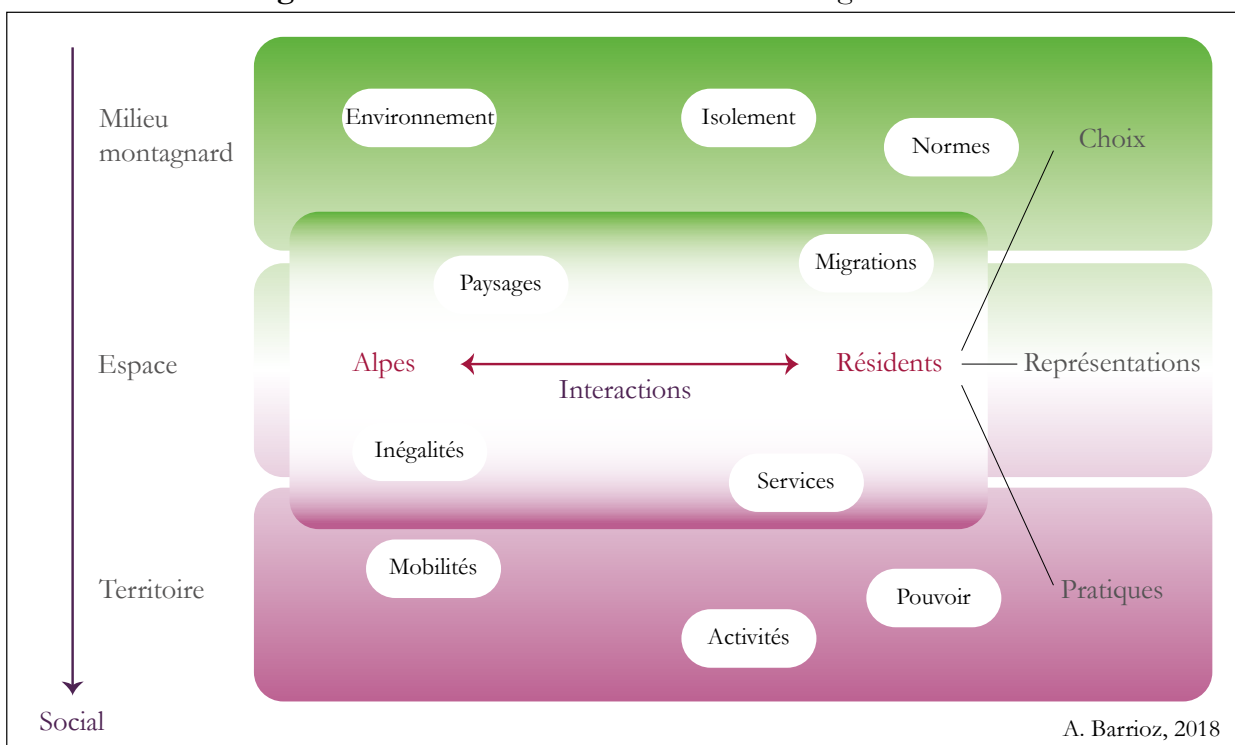 Milieu
montagnard
Environnement
Isolement
Normes
Choix
Paysages
Migrations
Espace
Alpes
Résidents
Représentations
Interactions
Inégalités
Services
Territoire
Mobilités
Pouvoir
Pratiques
Activités
Social
A. Barrioz, 2018